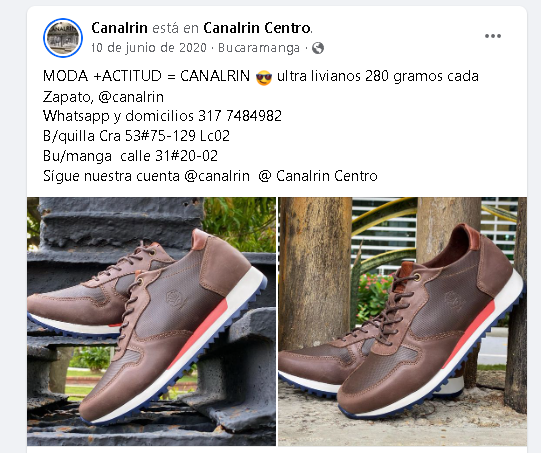 Canalrin está en Canalrin Centro.
10 de junio de 2020 · Bucaramanga ·
MODA +ACTITUD = CANALRIN 😎 ultra livianos 280 gramos cada
Zapato, @canalrin
Whatsapp y domicilios 317 7484982
B/quilla Cra 53#75-129 Lc02
Bu/manga calle 31#20-02
Sígue nuestra cuenta @canalrin @ Canalrin Centro